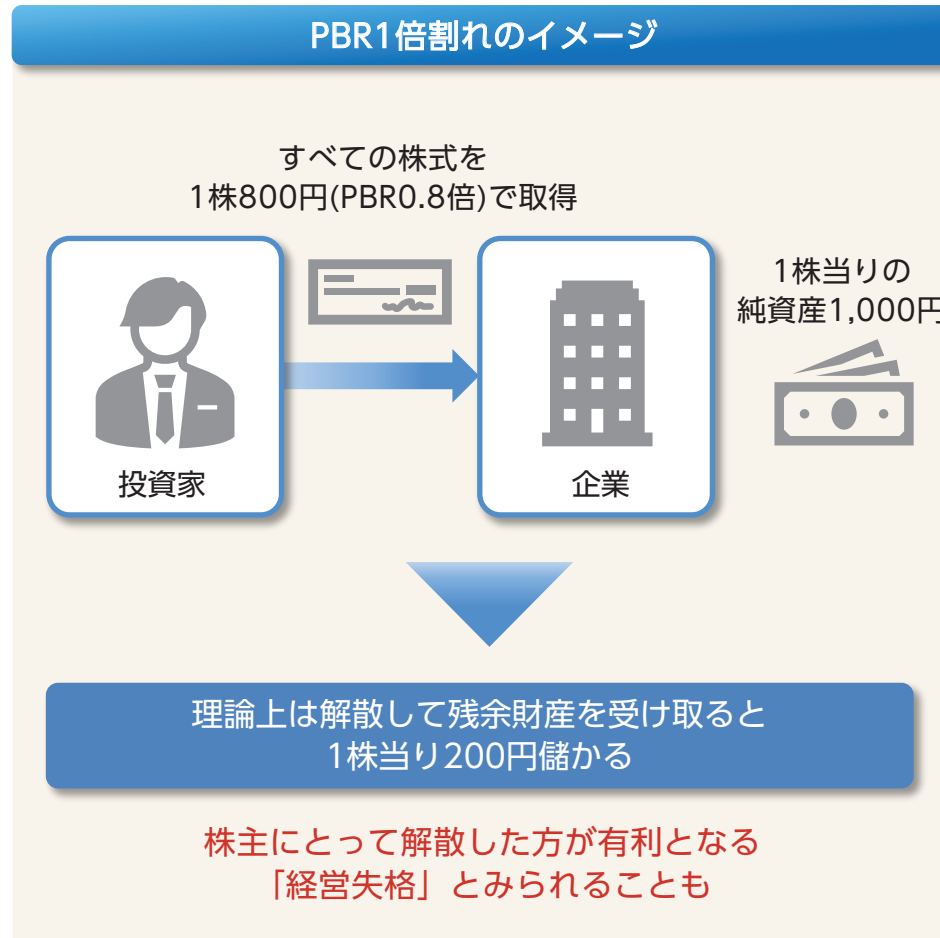 PBR1倍割れのイメージ
すべての株式を
1株800円(PBR0.8倍)で取得
1株当りの
純資産1,000円
投資家
企業
理論上は解散して残余財産を受け取ると
1株当り200円儲かる
株主にとって解散した方が有利となる
「経営失格」とみられることも